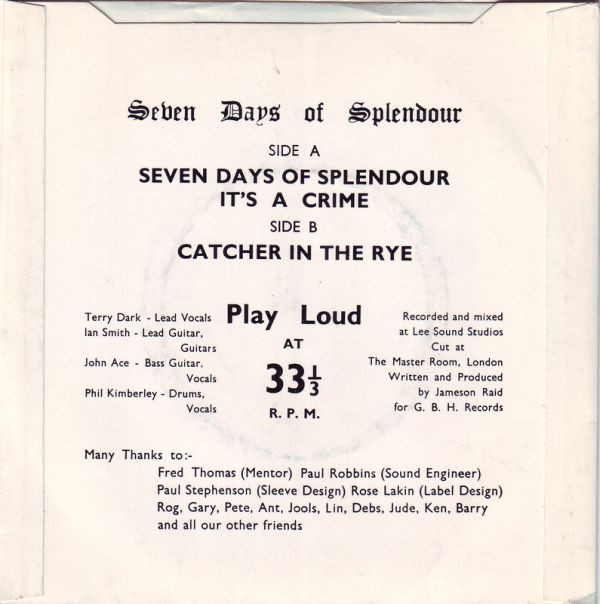 Seven Days of Splendour
SIDE A
SEVEN DAYS OF SPLENDOUR
IT'S A CRIME
SIDE B
CATCHER IN THE RYE
Terry Dark - Lead Vocals
Ian Smith - Lead Guitar,
Guitars
John Ace - Bass Guitar,
Vocals
Phil Kimberley - Drums,
Vocals
Play Loud
AT
33⅓
R. P. M.
Recorded and mixed
at Lee Sound Studios
Cut at
The Master Room, London
Written and Produced
by Jameson Raid
for G. B. H. Records
Many Thanks to:-
Fred Thomas (Mentor) Paul Robbins (Sound Engineer)
Paul Stephenson (Sleeve Design) Rose Lakin (Label Design)
Rog, Gary, Pete, Ant, Jools, Lin, Debs, Jude, Ken, Barry
and all our other friends